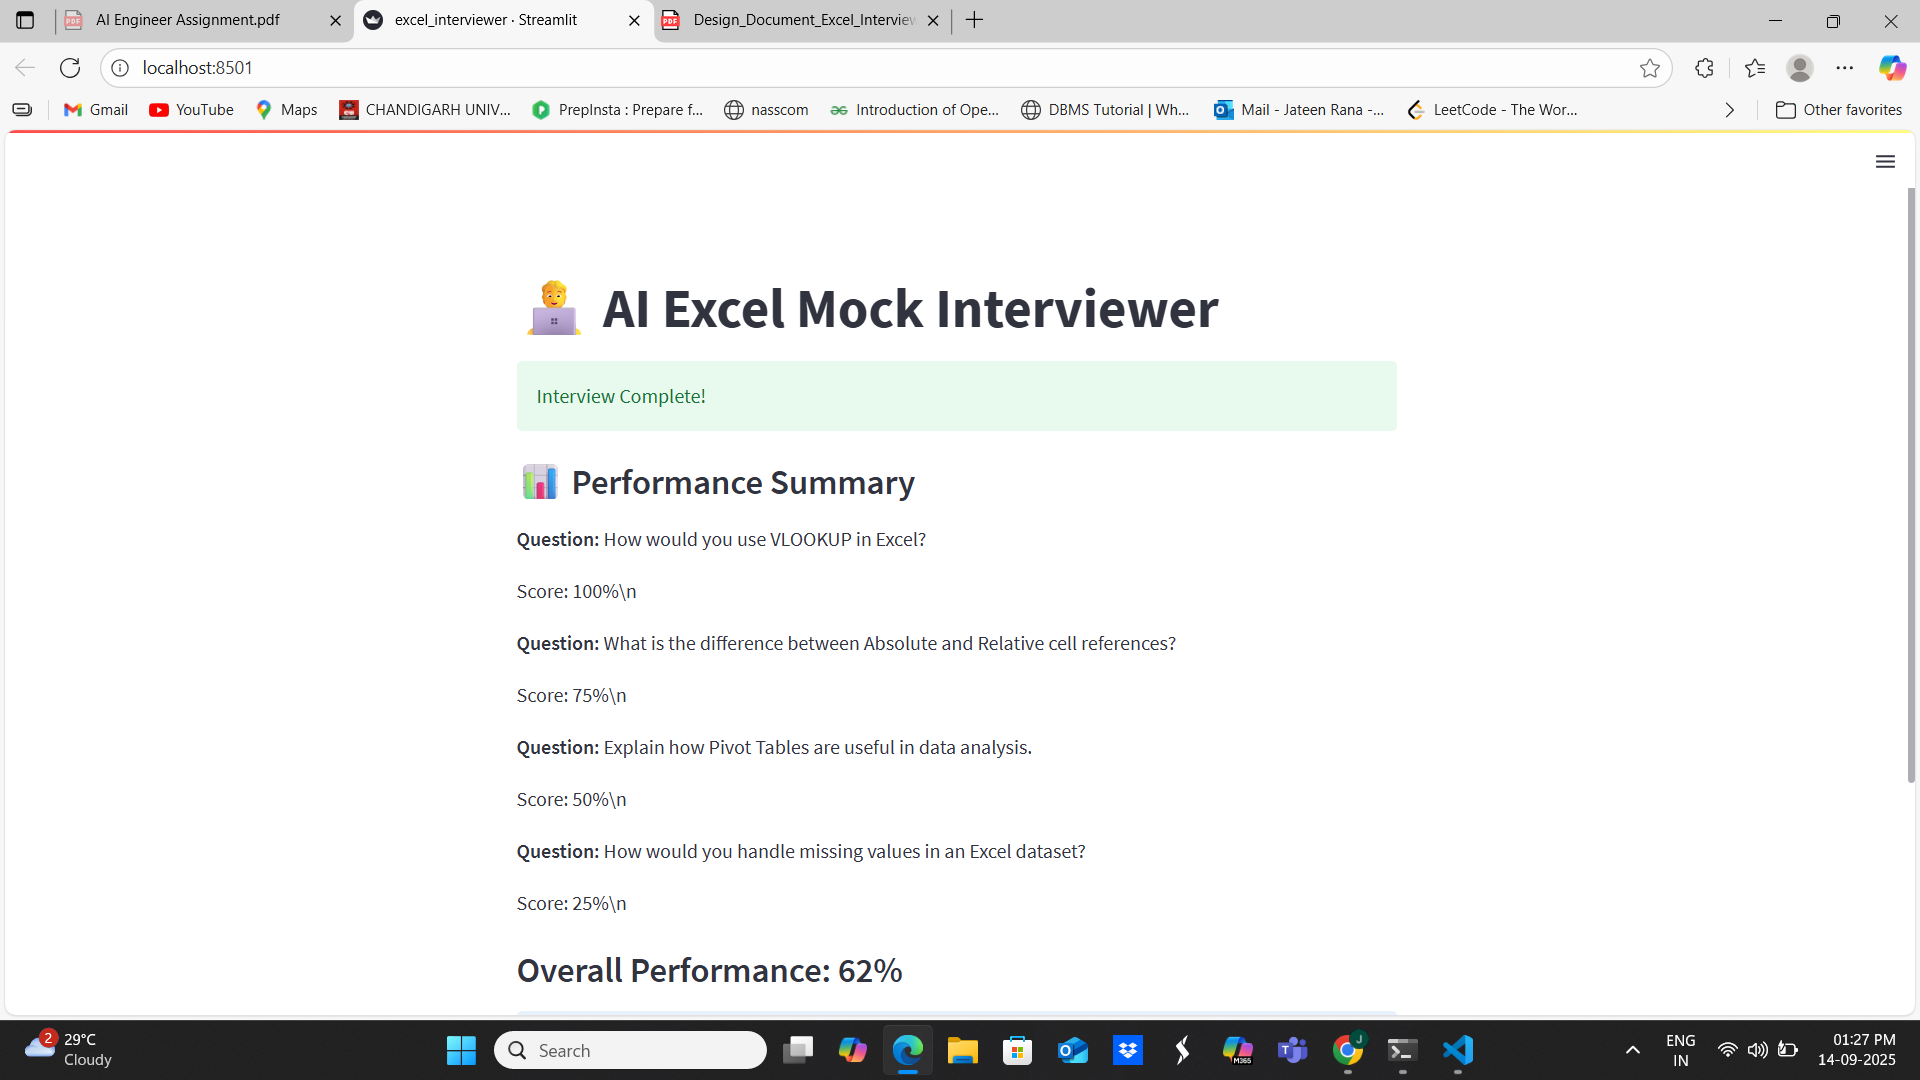 AI Engineer Assignment.pdf
excel_interviewer · Streamlit
Design_Document_Excel_Interview
localhost:8501
Gmail
YouTube
Maps
CHANDIGARH UNIV...
PrepInsta : Prepare f...
nasscom
Introduction of Ope...
DBMS Tutorial | Wh...
Mail - Jateen Rana -...
LeetCode - The Wor...
Other favorites
AI Excel Mock Interviewer
Interview Complete!
Performance Summary
Question: How would you use VLOOKUP in Excel?
Score: 100%\n
Question: What is the difference between Absolute and Relative cell references?
Score: 75%\n
Question: Explain how Pivot Tables are useful in data analysis.
Score: 50%\n
Question: How would you handle missing values in an Excel dataset?
Score: 25%\n
Overall Performance: 62%
2
29°C
Cloudy
Search
M365
J
ENG
IN
01:27 PM
14-09-2025